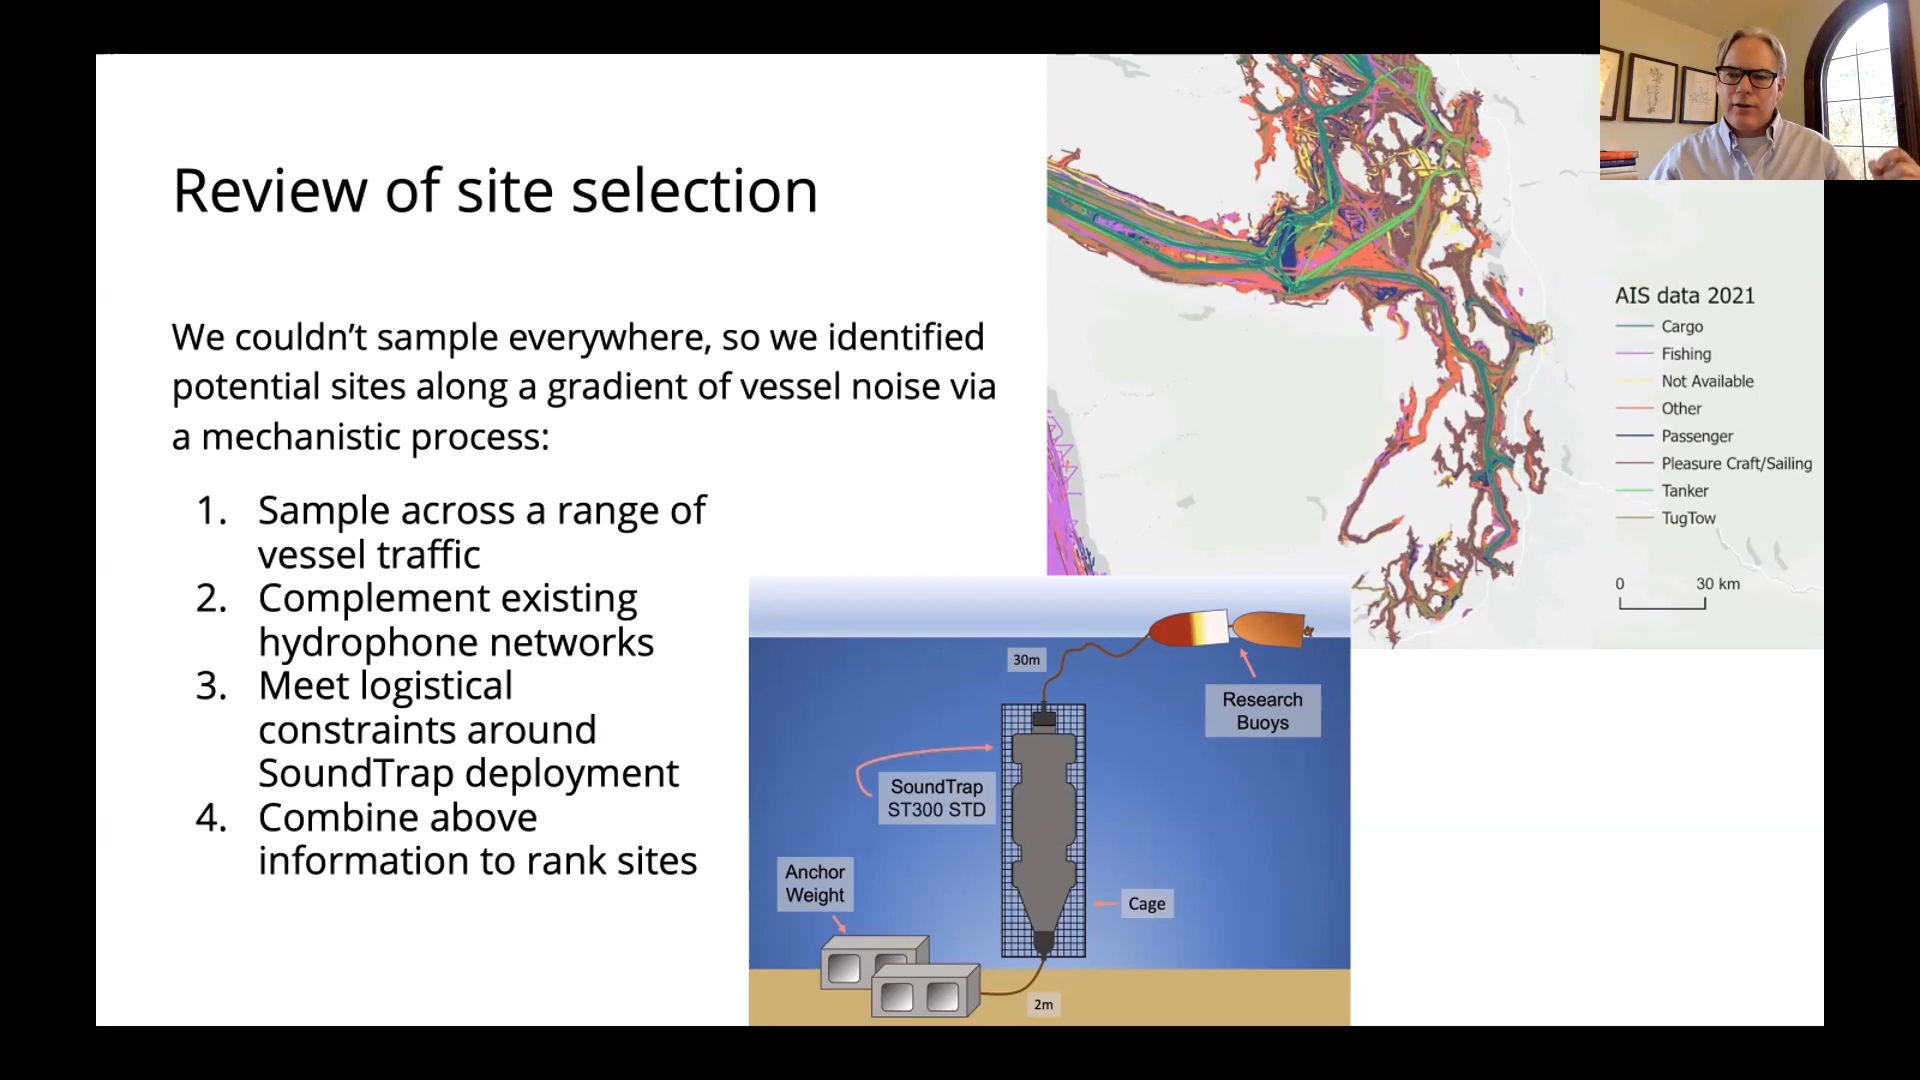 Review of site selection
We couldn’t sample everywhere, so we identified
potential sites along a gradient of vessel noise via
a mechanistic process:
1. Sample across a range of
vessel traffic
2. Complement existing
hydrophone networks
3. Meet logistical
constraints around
SoundTrap deployment
4. Combine above
information to rank sites
AIS data 2021
Cargo
Fishing
Not Available
Other
Passenger
Pleasure Craft/Sailing
Tanker
TugTow
0 30 km
30m
Research
Buoys
SoundTrap
ST300 STD
Anchor
Weight
Cage
2m